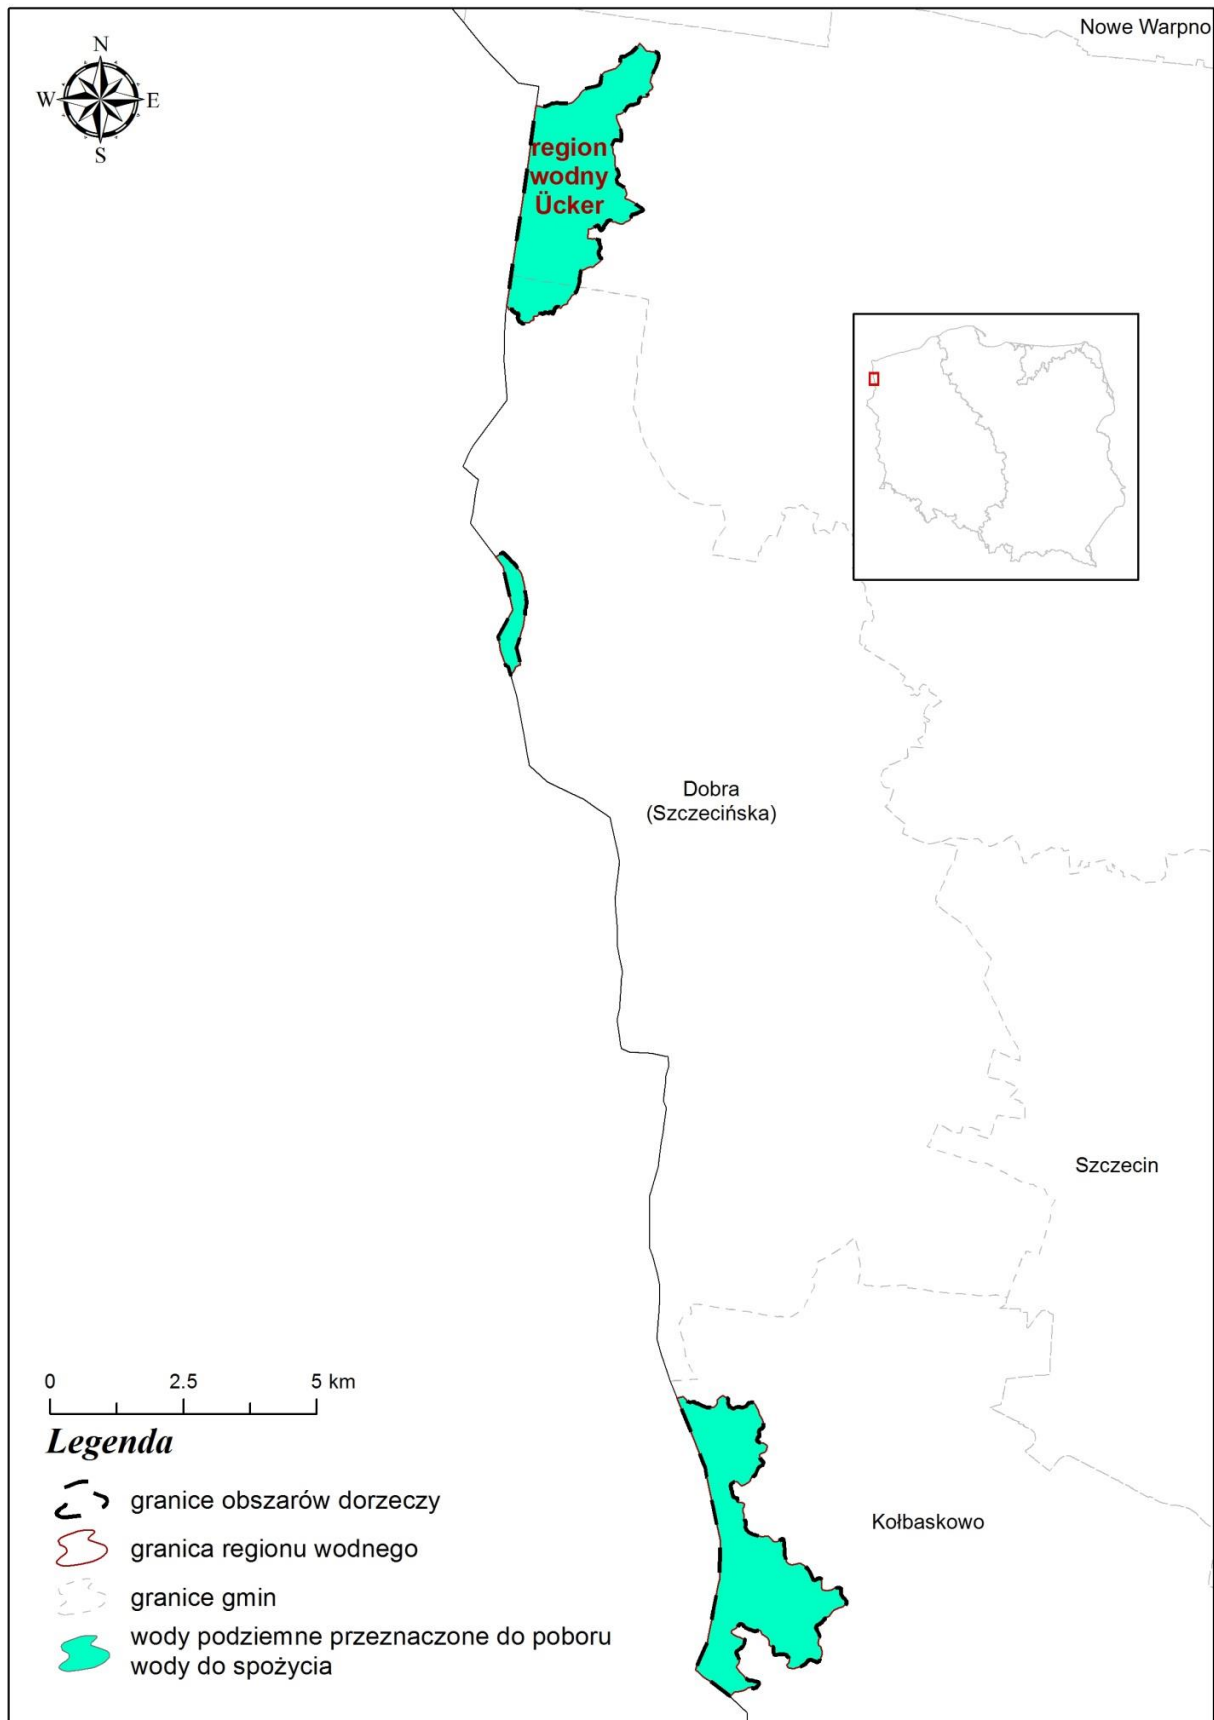 Nowe Warpno
N
W E
S
region
wodny
Ücker
Dobra
(Szczecińska)
Szczecin
0 2.5 5 km
Legenda
granice obszarów dorzeczy
granica regionu wodnego
granice gmin
wody podziemne przeznaczone do poboru
wody do spożycia
Kołbaskowo